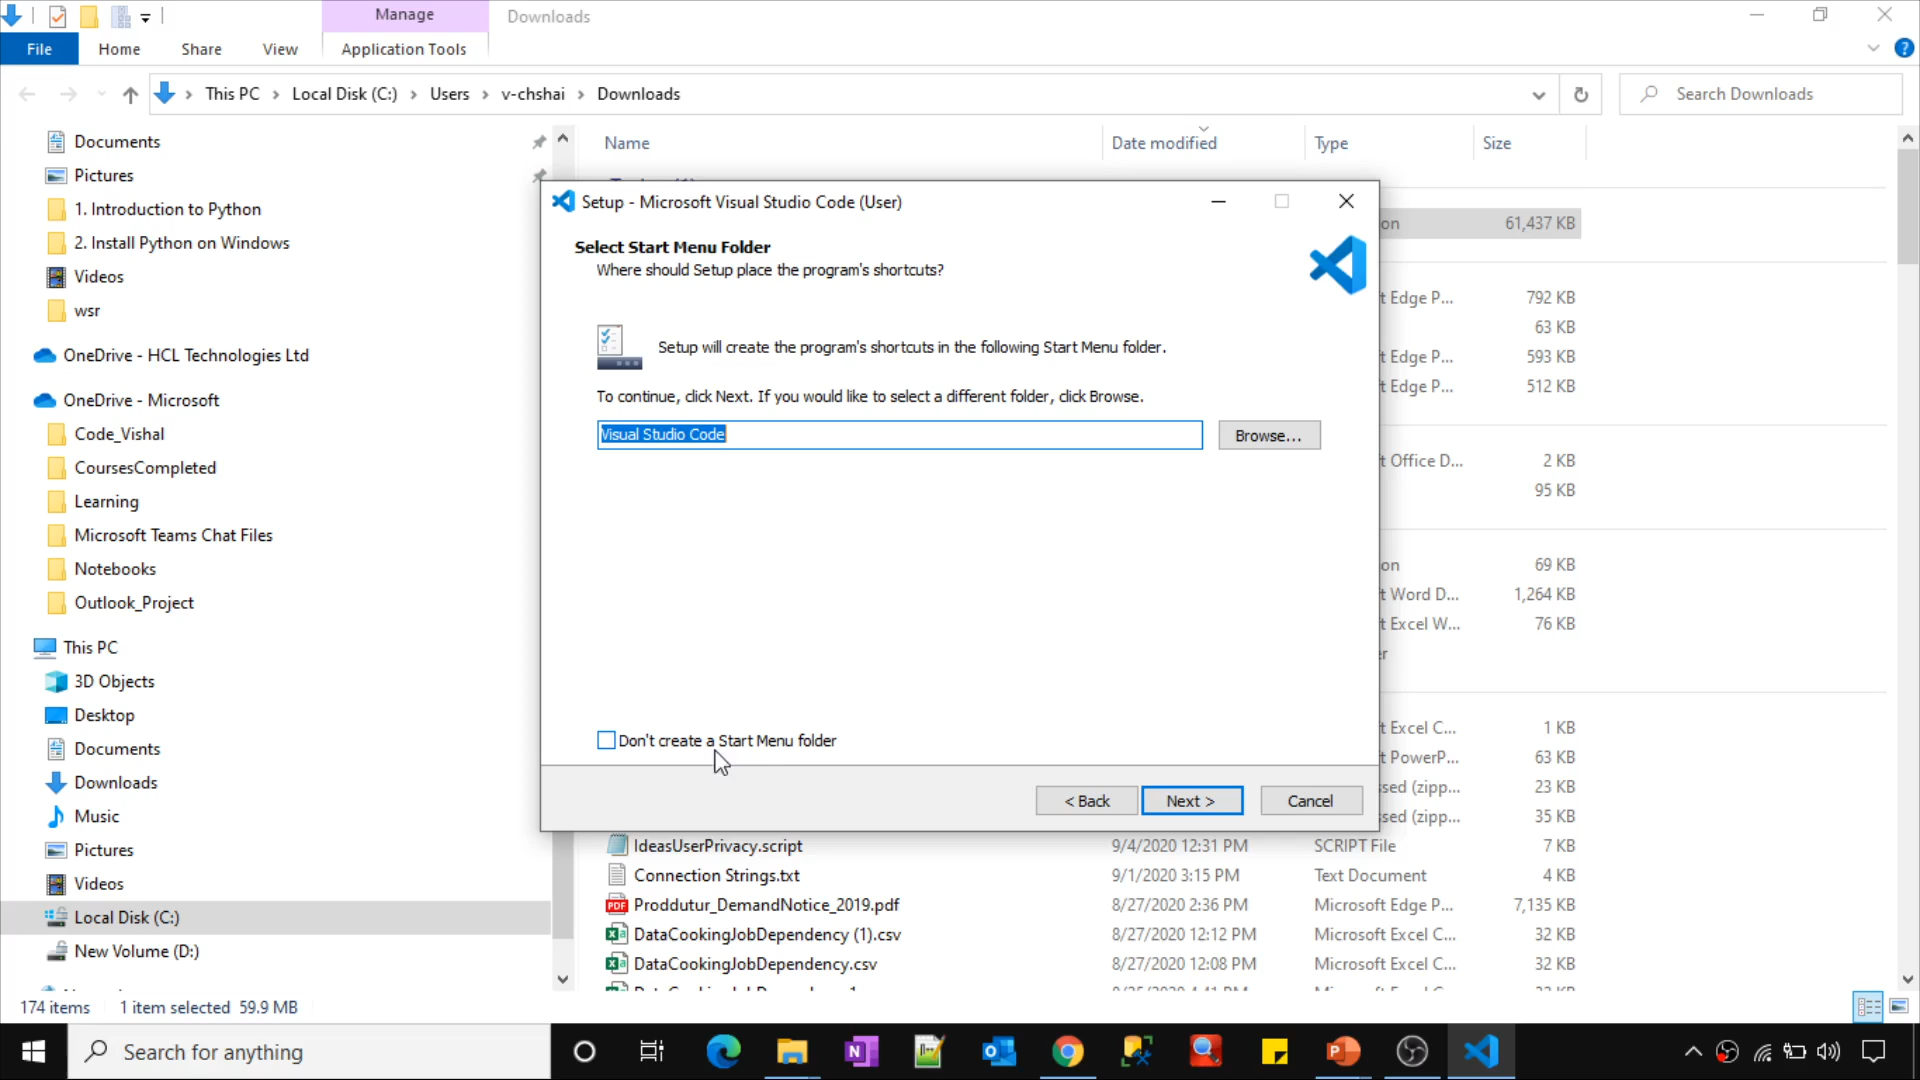 Manage
Downloads
File
Home
Share
View
Application Tools
This PC
Local Disk (C:)
Users
v-chshai
Downloads
Search Downloads
Documents
Pictures
1. Introduction to Python
2. Install Python on Windows
Videos
wsr
OneDrive - HCL Technologies Ltd
OneDrive - Microsoft
Code_Vishal
CoursesCompleted
Learning
Microsoft Teams Chat Files
Notebooks
Outlook_Project
This PC
3D Objects
Desktop
Documents
Downloads
Music
Pictures
Videos
Local Disk (C:)
New Volume (D:)
Name
Date modified
Type
Size
on 61,437 KB
t Edge P... 792 KB
63 KB
t Edge P... 593 KB
t Edge P... 512 KB
t Office D... 2 KB
95 KB
on 69 KB
t Word D... 1,264 KB
t Excel W... 76 KB
er
t Excel C... 1 KB
t PowerP... 63 KB
sed (zipp... 23 KB
sed (zipp... 35 KB
Setup - Microsoft Visual Studio Code (User)
Select Start Menu Folder
Where should Setup place the program's shortcuts?
Setup will create the program's shortcuts in the following Start Menu folder.
To continue, click Next. If you would like to select a different folder, click Browse.
Visual Studio Code
Browse...
Don't create a Start Menu folder
< Back
Next >
Cancel
IdeasUserPrivacy.script 9/4/2020 12:31 PM SCRIPT File 7 KB
Connection Strings.txt 9/1/2020 3:15 PM Text Document 4 KB
Proddutur_DemandNotice_2019.pdf 8/27/2020 2:36 PM Microsoft Edge P... 7,135 KB
DataCookingJobDependency (1).csv 8/27/2020 12:12 PM Microsoft Excel C... 32 KB
DataCookingJobDependency.csv 8/27/2020 12:08 PM Microsoft Excel C... 32 KB
174 items
1 item selected 59.9 MB
Search for anything